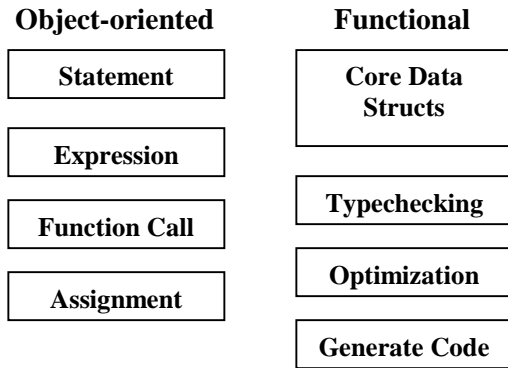 Object-oriented
Statement
Expression
Function Call
Assignment
Functional
Core Data
Structs
Typechecking
Optimization
Generate Code